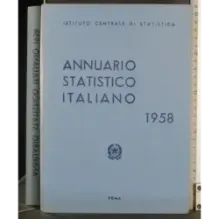 ISTITUTO CENTRALE DI STATISTICA
ANNUARIO
STATISTICO
ITALIANO
1958
ROMA